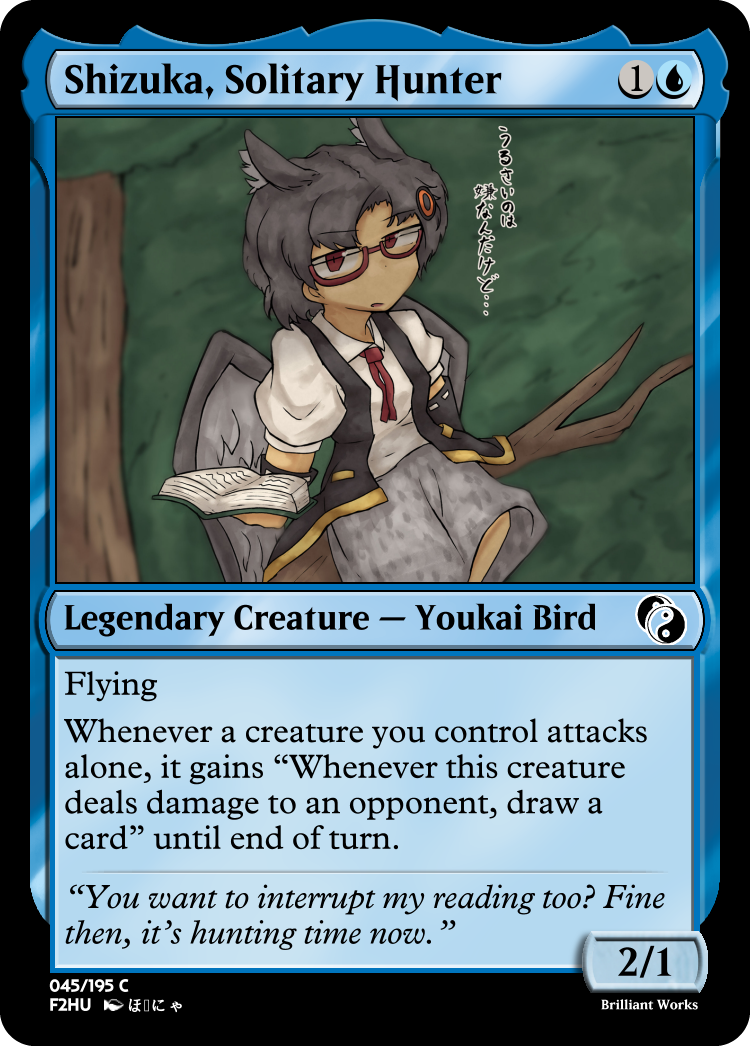 Shizuka, Solitary Hunter
1
うるさいのは
嫌なんだけど…
Legendary Creature — Youkai Bird
Flying
Whenever a creature you control attacks
alone, it gains “Whenever this creature
deals damage to an opponent, draw a
card” until end of turn.
“You want to interrupt my reading too? Fine
then, it’s hunting time now.”
2/1
045/195 C
F2HU ほ▯にゃ
Brilliant Works